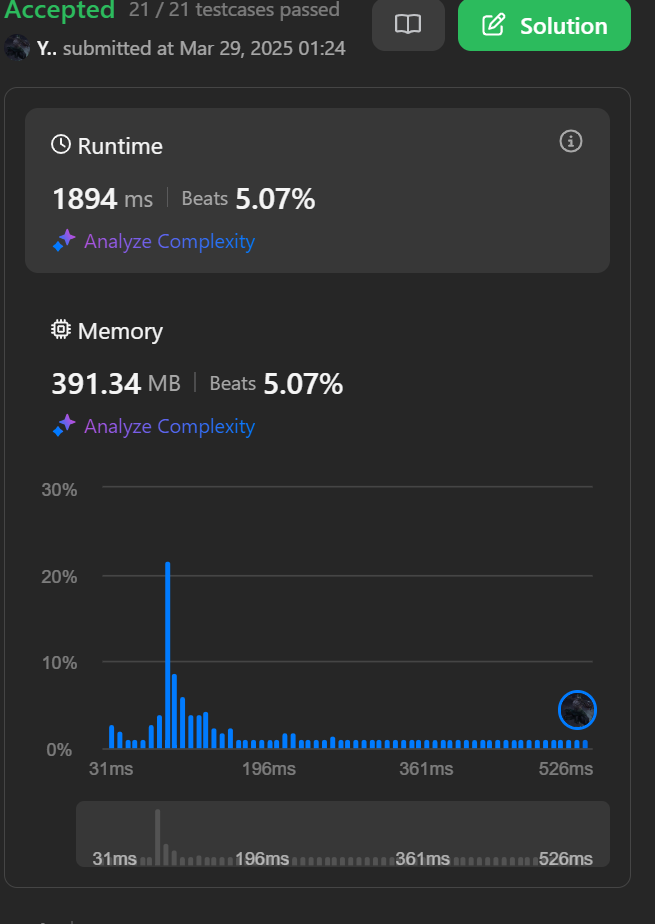 Accepted 21 / 21 testcases passed
Solution
Y.. submitted at Mar 29, 2025 01:24
Runtime
1894 ms Beats 5.07%
Analyze Complexity
Memory
391.34 MB Beats 5.07%
Analyze Complexity
30%
20%
10%
0%
31ms 196ms 361ms 526ms
31ms 196ms 361ms 526ms